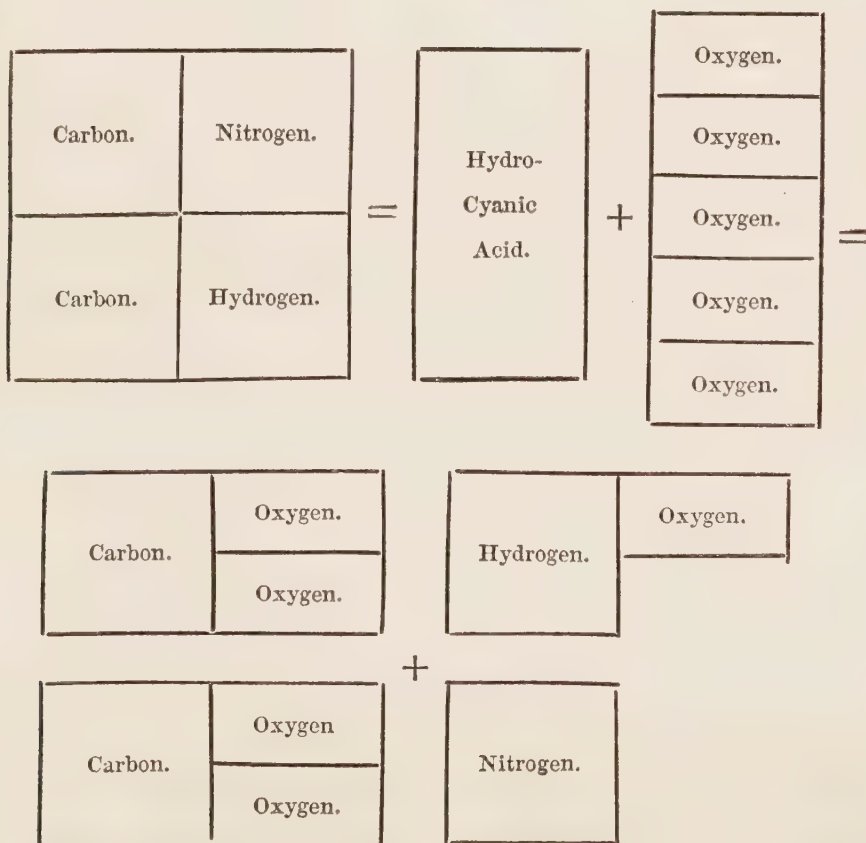 Carbon.
Nitrogen.
Carbon.
Hydrogen.
=
Hydro-
Cyanic
Acid.
+
Oxygen.
Oxygen.
Oxygen.
Oxygen.
Oxygen.
=
Carbon.
Oxygen.
Oxygen.
Hydrogen.
Oxygen.
+
Carbon.
Oxygen
Oxygen.
Nitrogen.